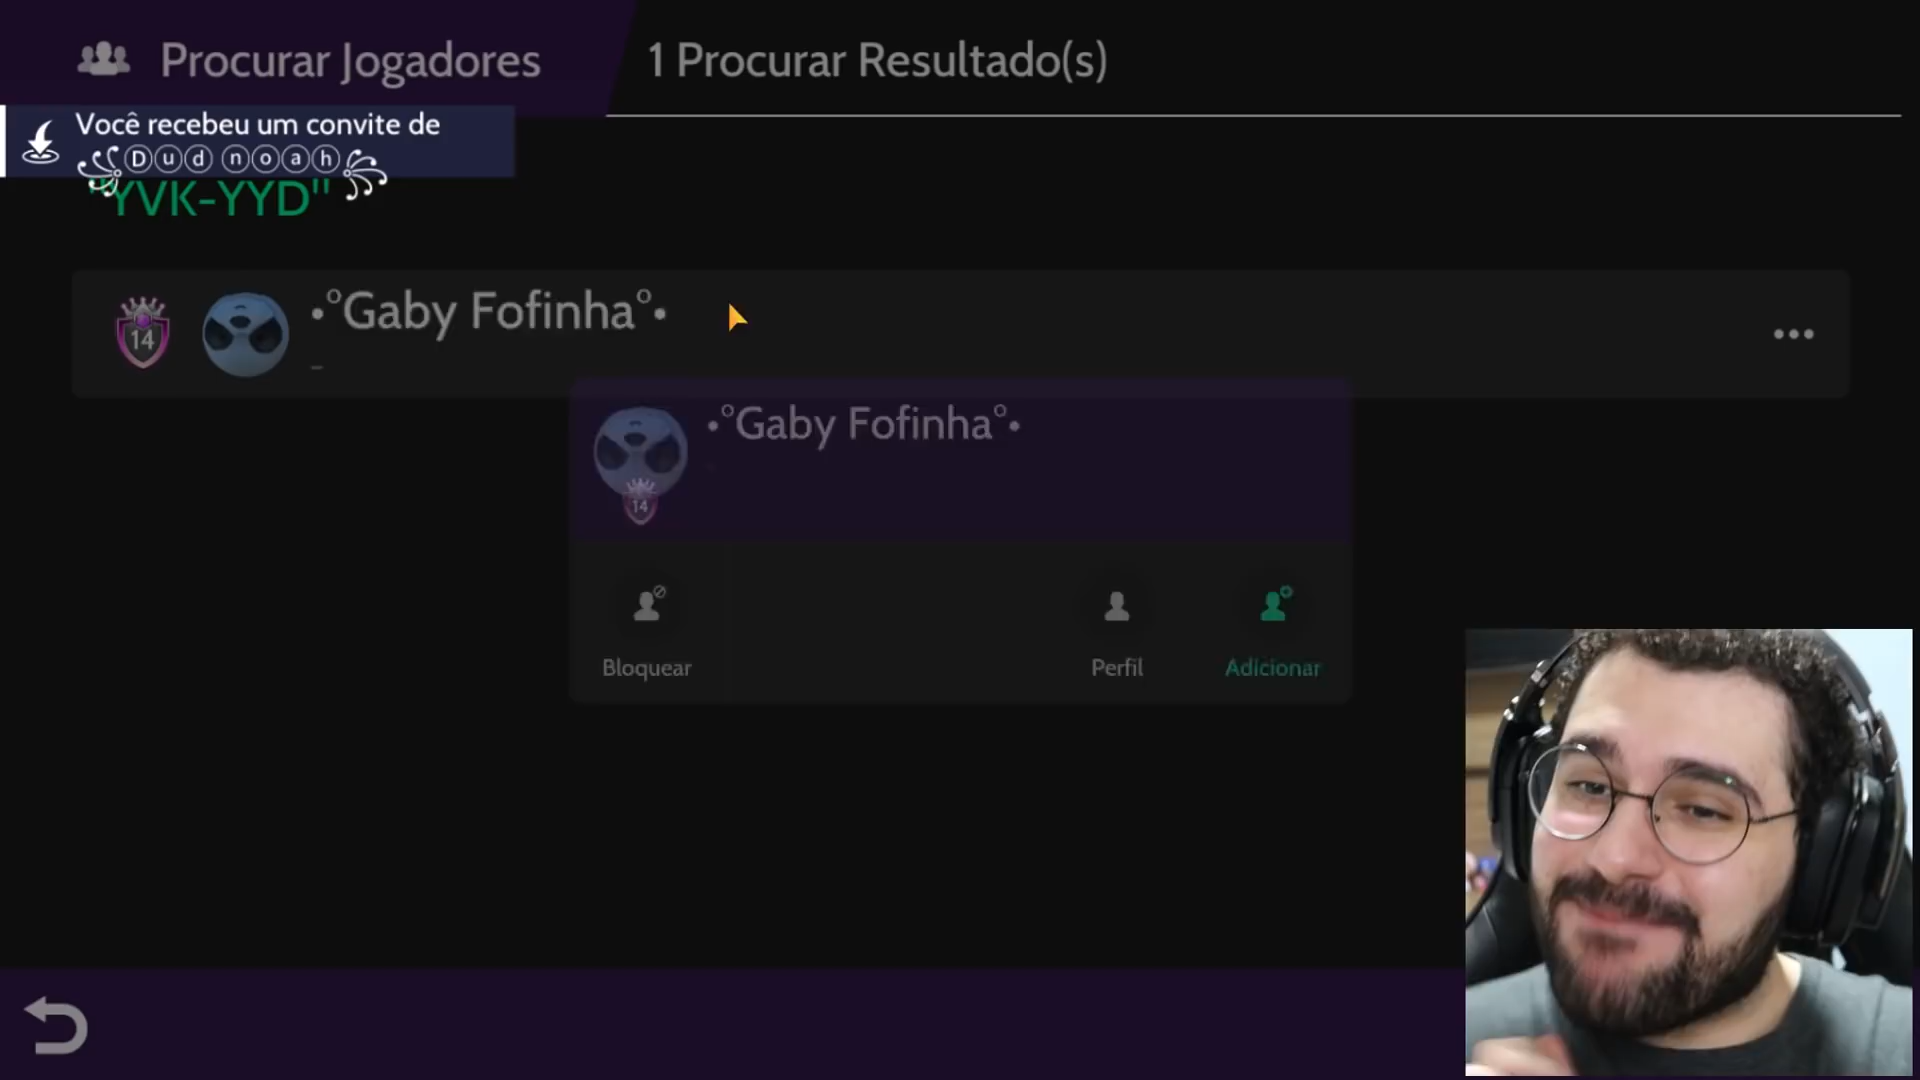 Procurar Jogadores
1 Procurar Resultado(s)
Você recebeu um convite de
Ⓓⓤⓓ ⓝⓞⓐⓗ
"YVK-YYD"
14
•°Gaby Fofinha°•
-
•°Gaby Fofinha°•
14
Bloquear
Perfil
Adicionar